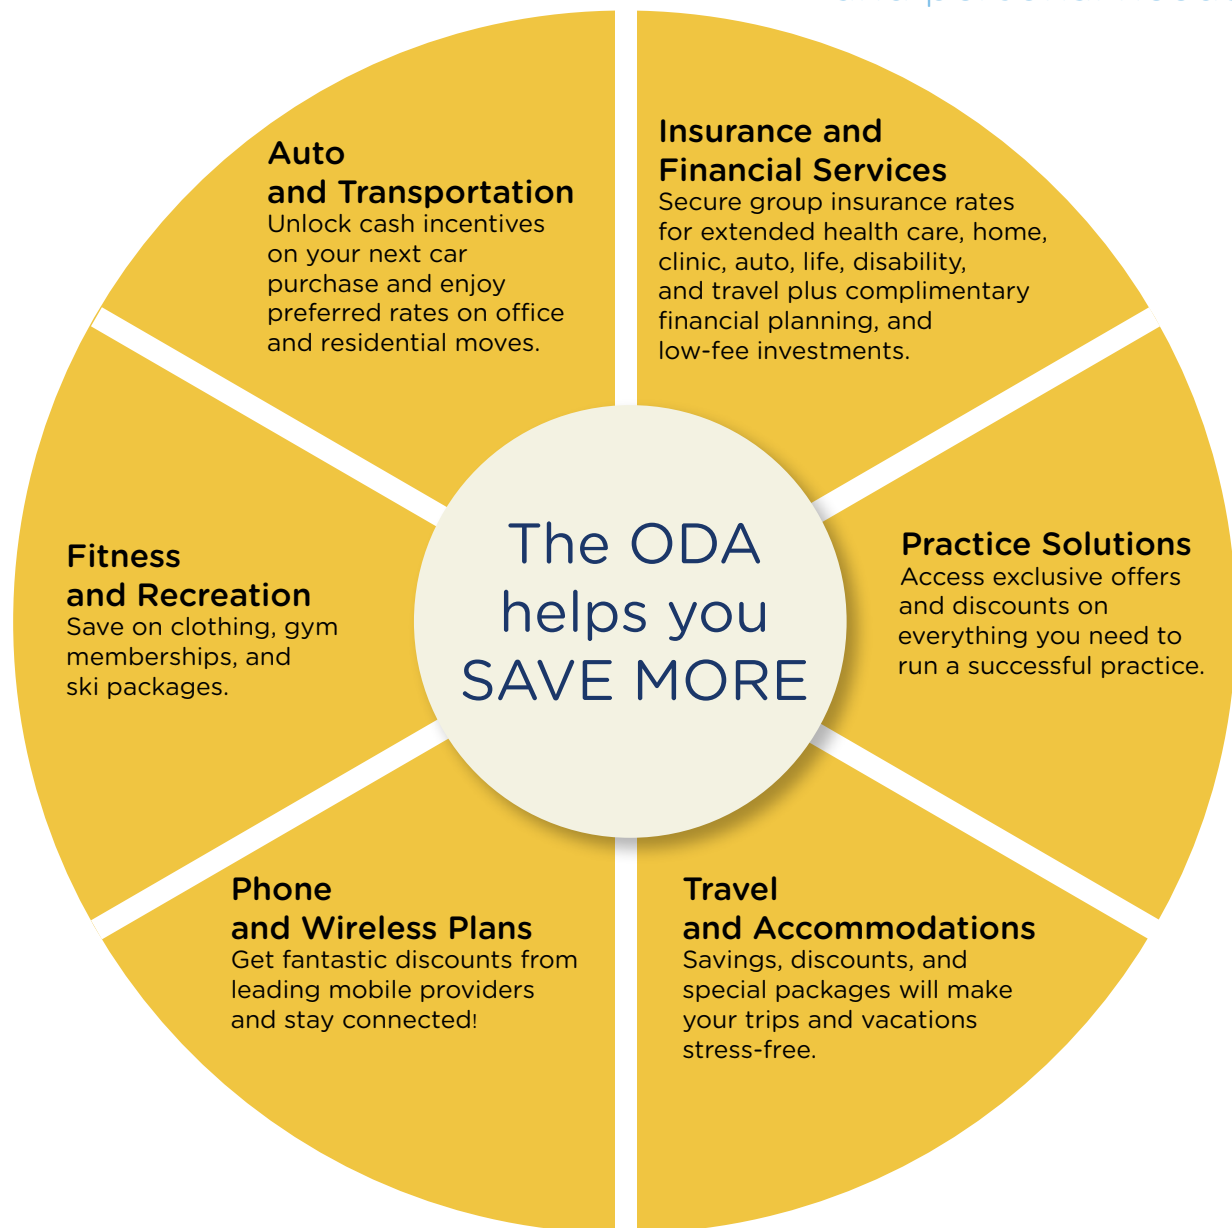 Auto
and Transportation
Unlock cash incentives
on your next car
purchase and enjoy
preferred rates on office
and residential moves.
Insurance and
Financial Services
Secure group insurance rates
for extended health care, home,
clinic, auto, life, disability,
and travel plus complimentary
financial planning, and
low-fee investments.
Fitness
and Recreation
Save on clothing, gym
memberships, and
ski packages.
The ODA
helps you
SAVE MORE
Practice Solutions
Access exclusive offers
and discounts on
everything you need to
run a successful practice.
Phone
and Wireless Plans
Get fantastic discounts from
leading mobile providers
and stay connected!
Travel
and Accommodations
Savings, discounts, and
special packages will make
your trips and vacations
stress-free.